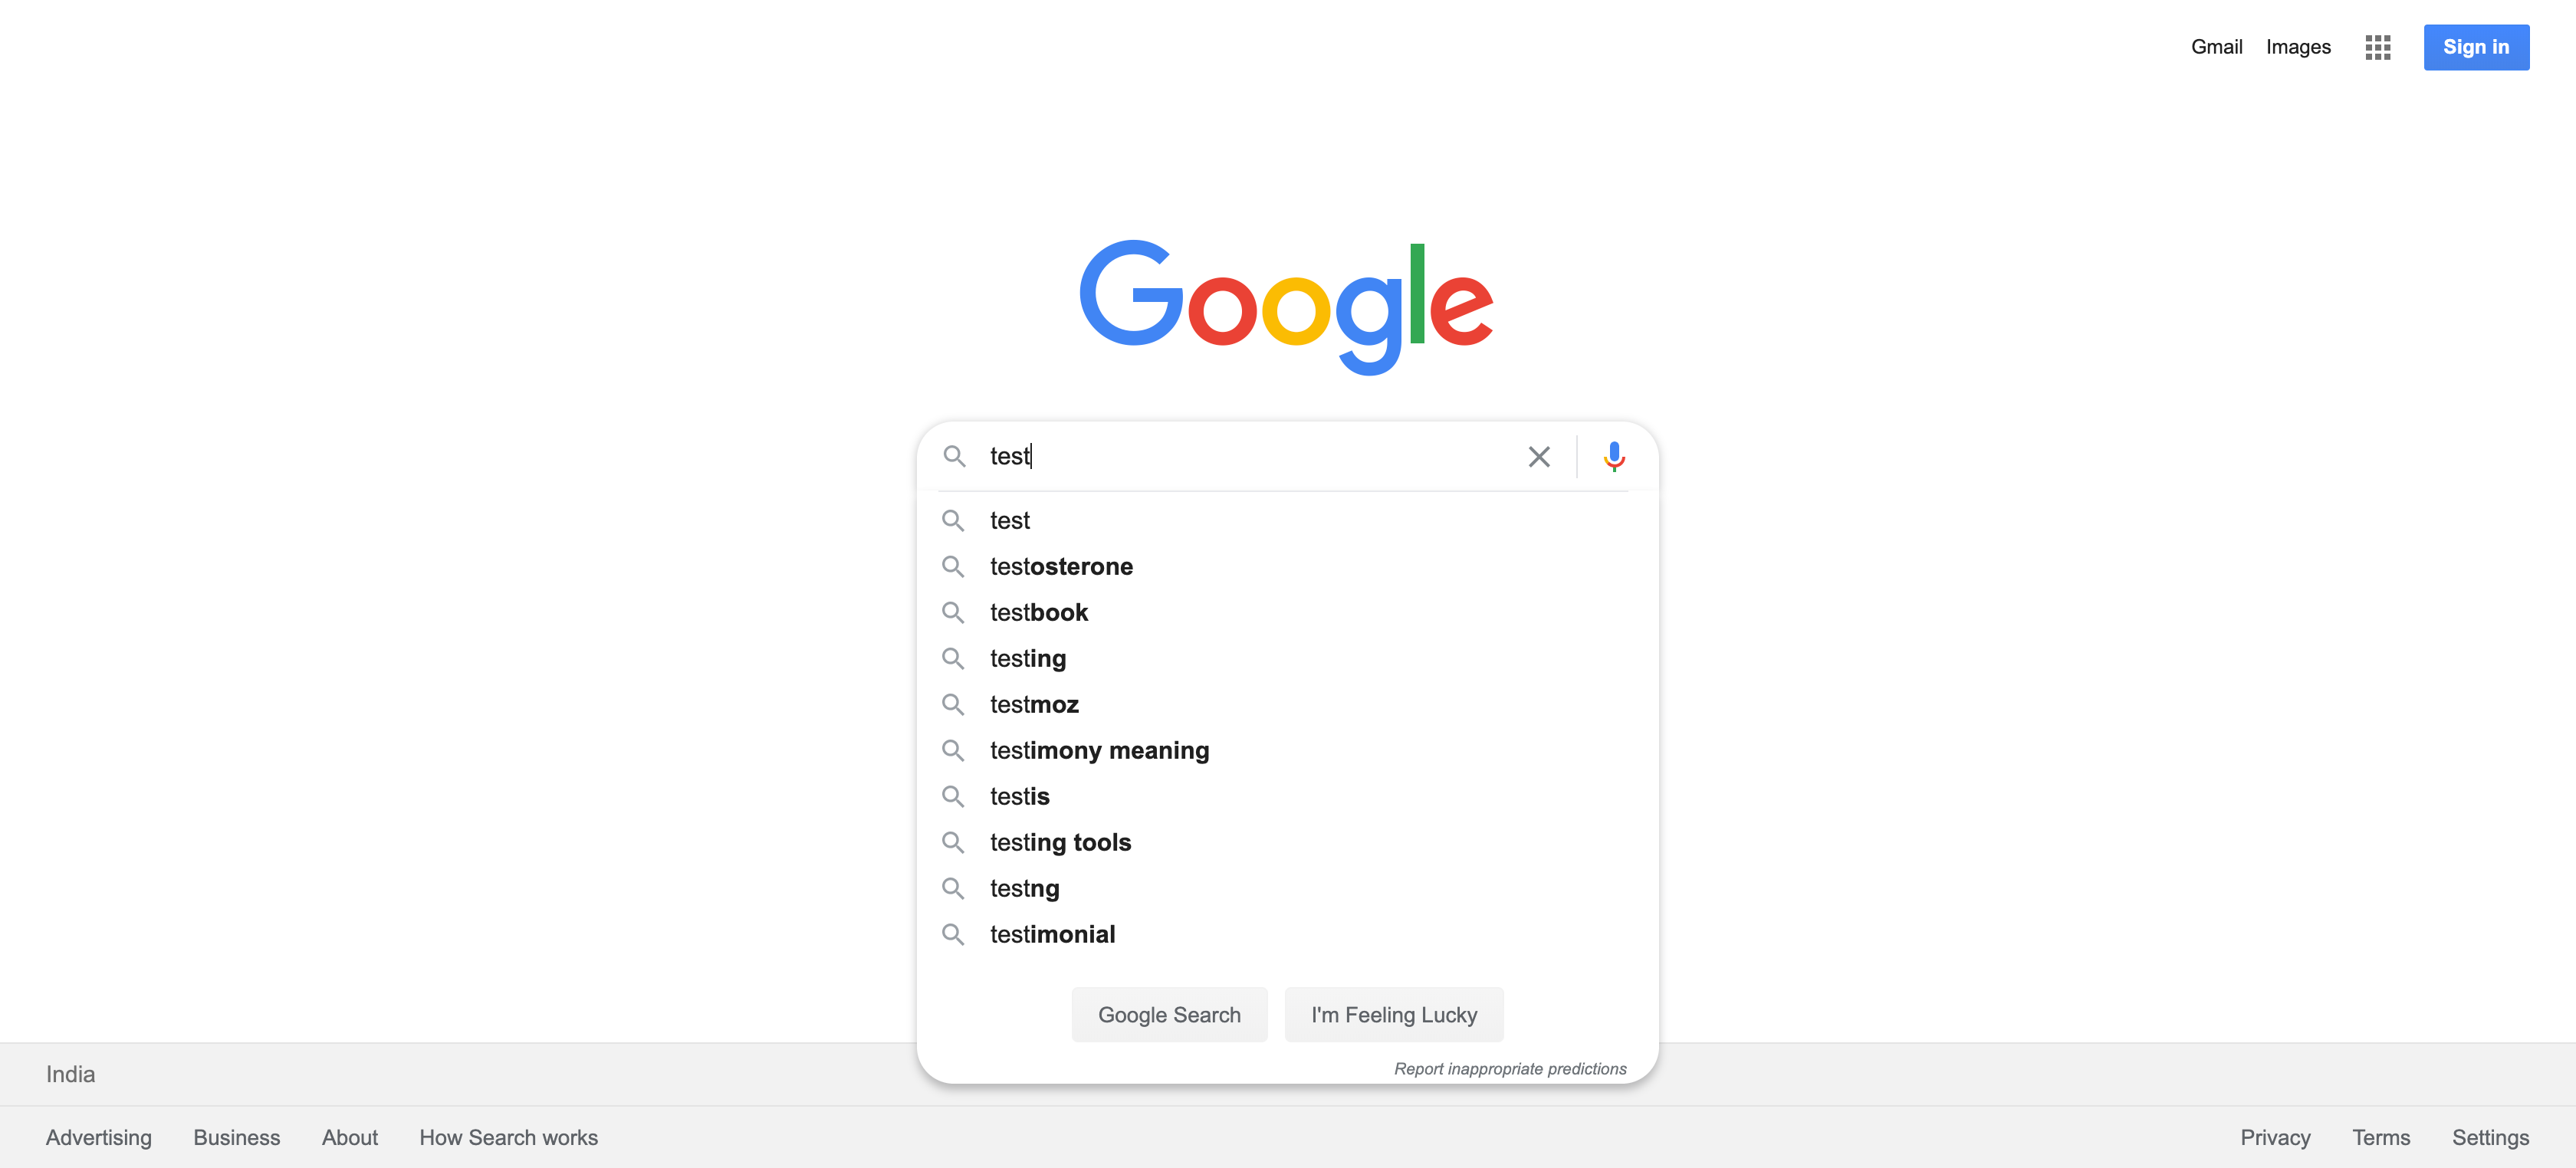 Gmail Images Sign in
Google
test
test
testosterone
testbook
testing
testmoz
testimony meaning
testis
testing tools
testng
testimonial
Google Search I'm Feeling Lucky
Report inappropriate predictions
India
Advertising Business About How Search works Privacy Terms Settings